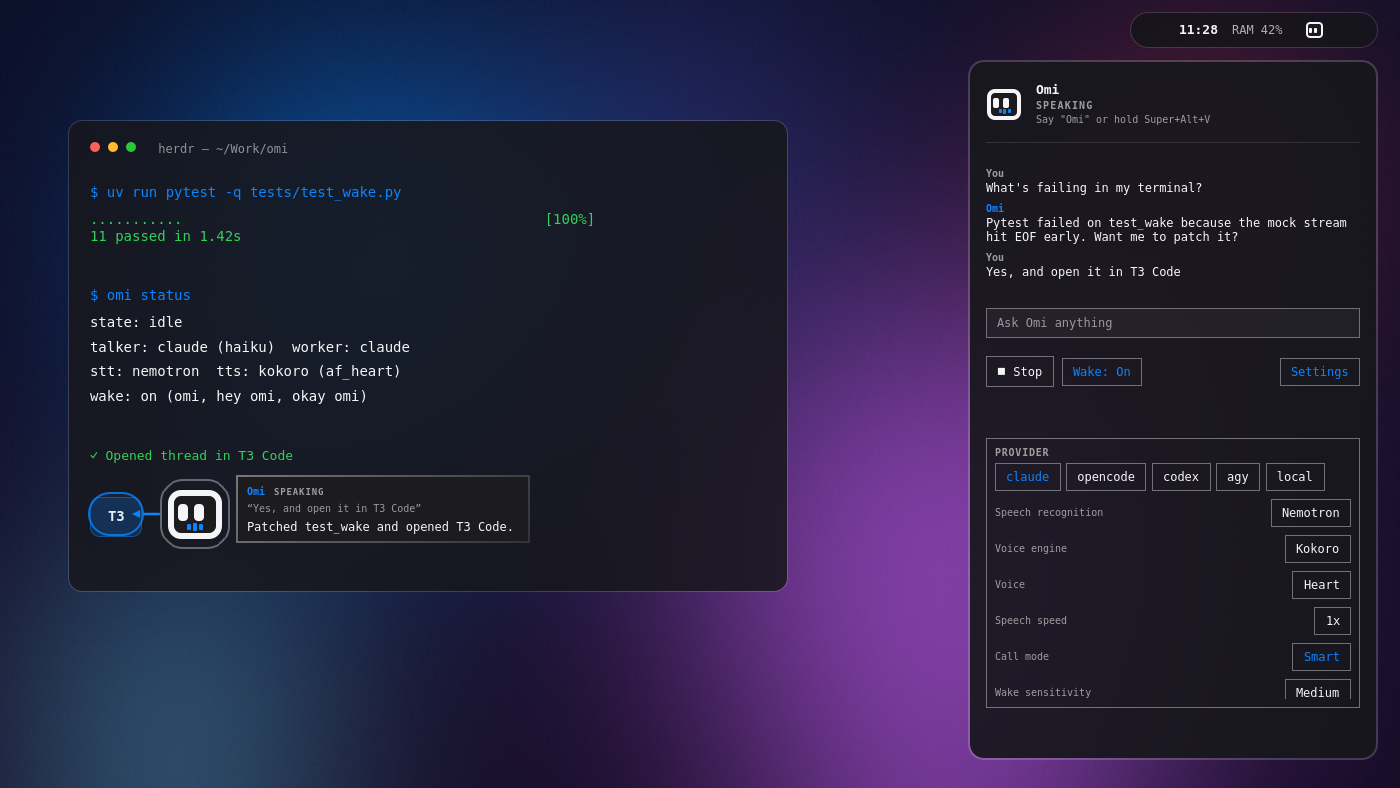 11:28 RAM 42%
herdr — ~/Work/omi
$ uv run pytest -q tests/test_wake.py
........... [100%]
11 passed in 1.42s
$ omi status
state: idle
talker: claude (haiku)  worker: claude
stt: nemotron  tts: kokoro (af_heart)
wake: on (omi, hey omi, okay omi)
✓ Opened thread in T3 Code
T3
Omi SPEAKING
“Yes, and open it in T3 Code”
Patched test_wake and opened T3 Code.
Omi
SPEAKING
Say "Omi" or hold Super+Alt+V
You
What's failing in my terminal?
Omi
Pytest failed on test_wake because the mock stream
hit EOF early. Want me to patch it?
You
Yes, and open it in T3 Code
Ask Omi anything
■ Stop Wake: On Settings
PROVIDER
claude opencode codex agy local
Speech recognition Nemotron
Voice engine Kokoro
Voice Heart
Speech speed 1x
Call mode Smart
Wake sensitivity Medium